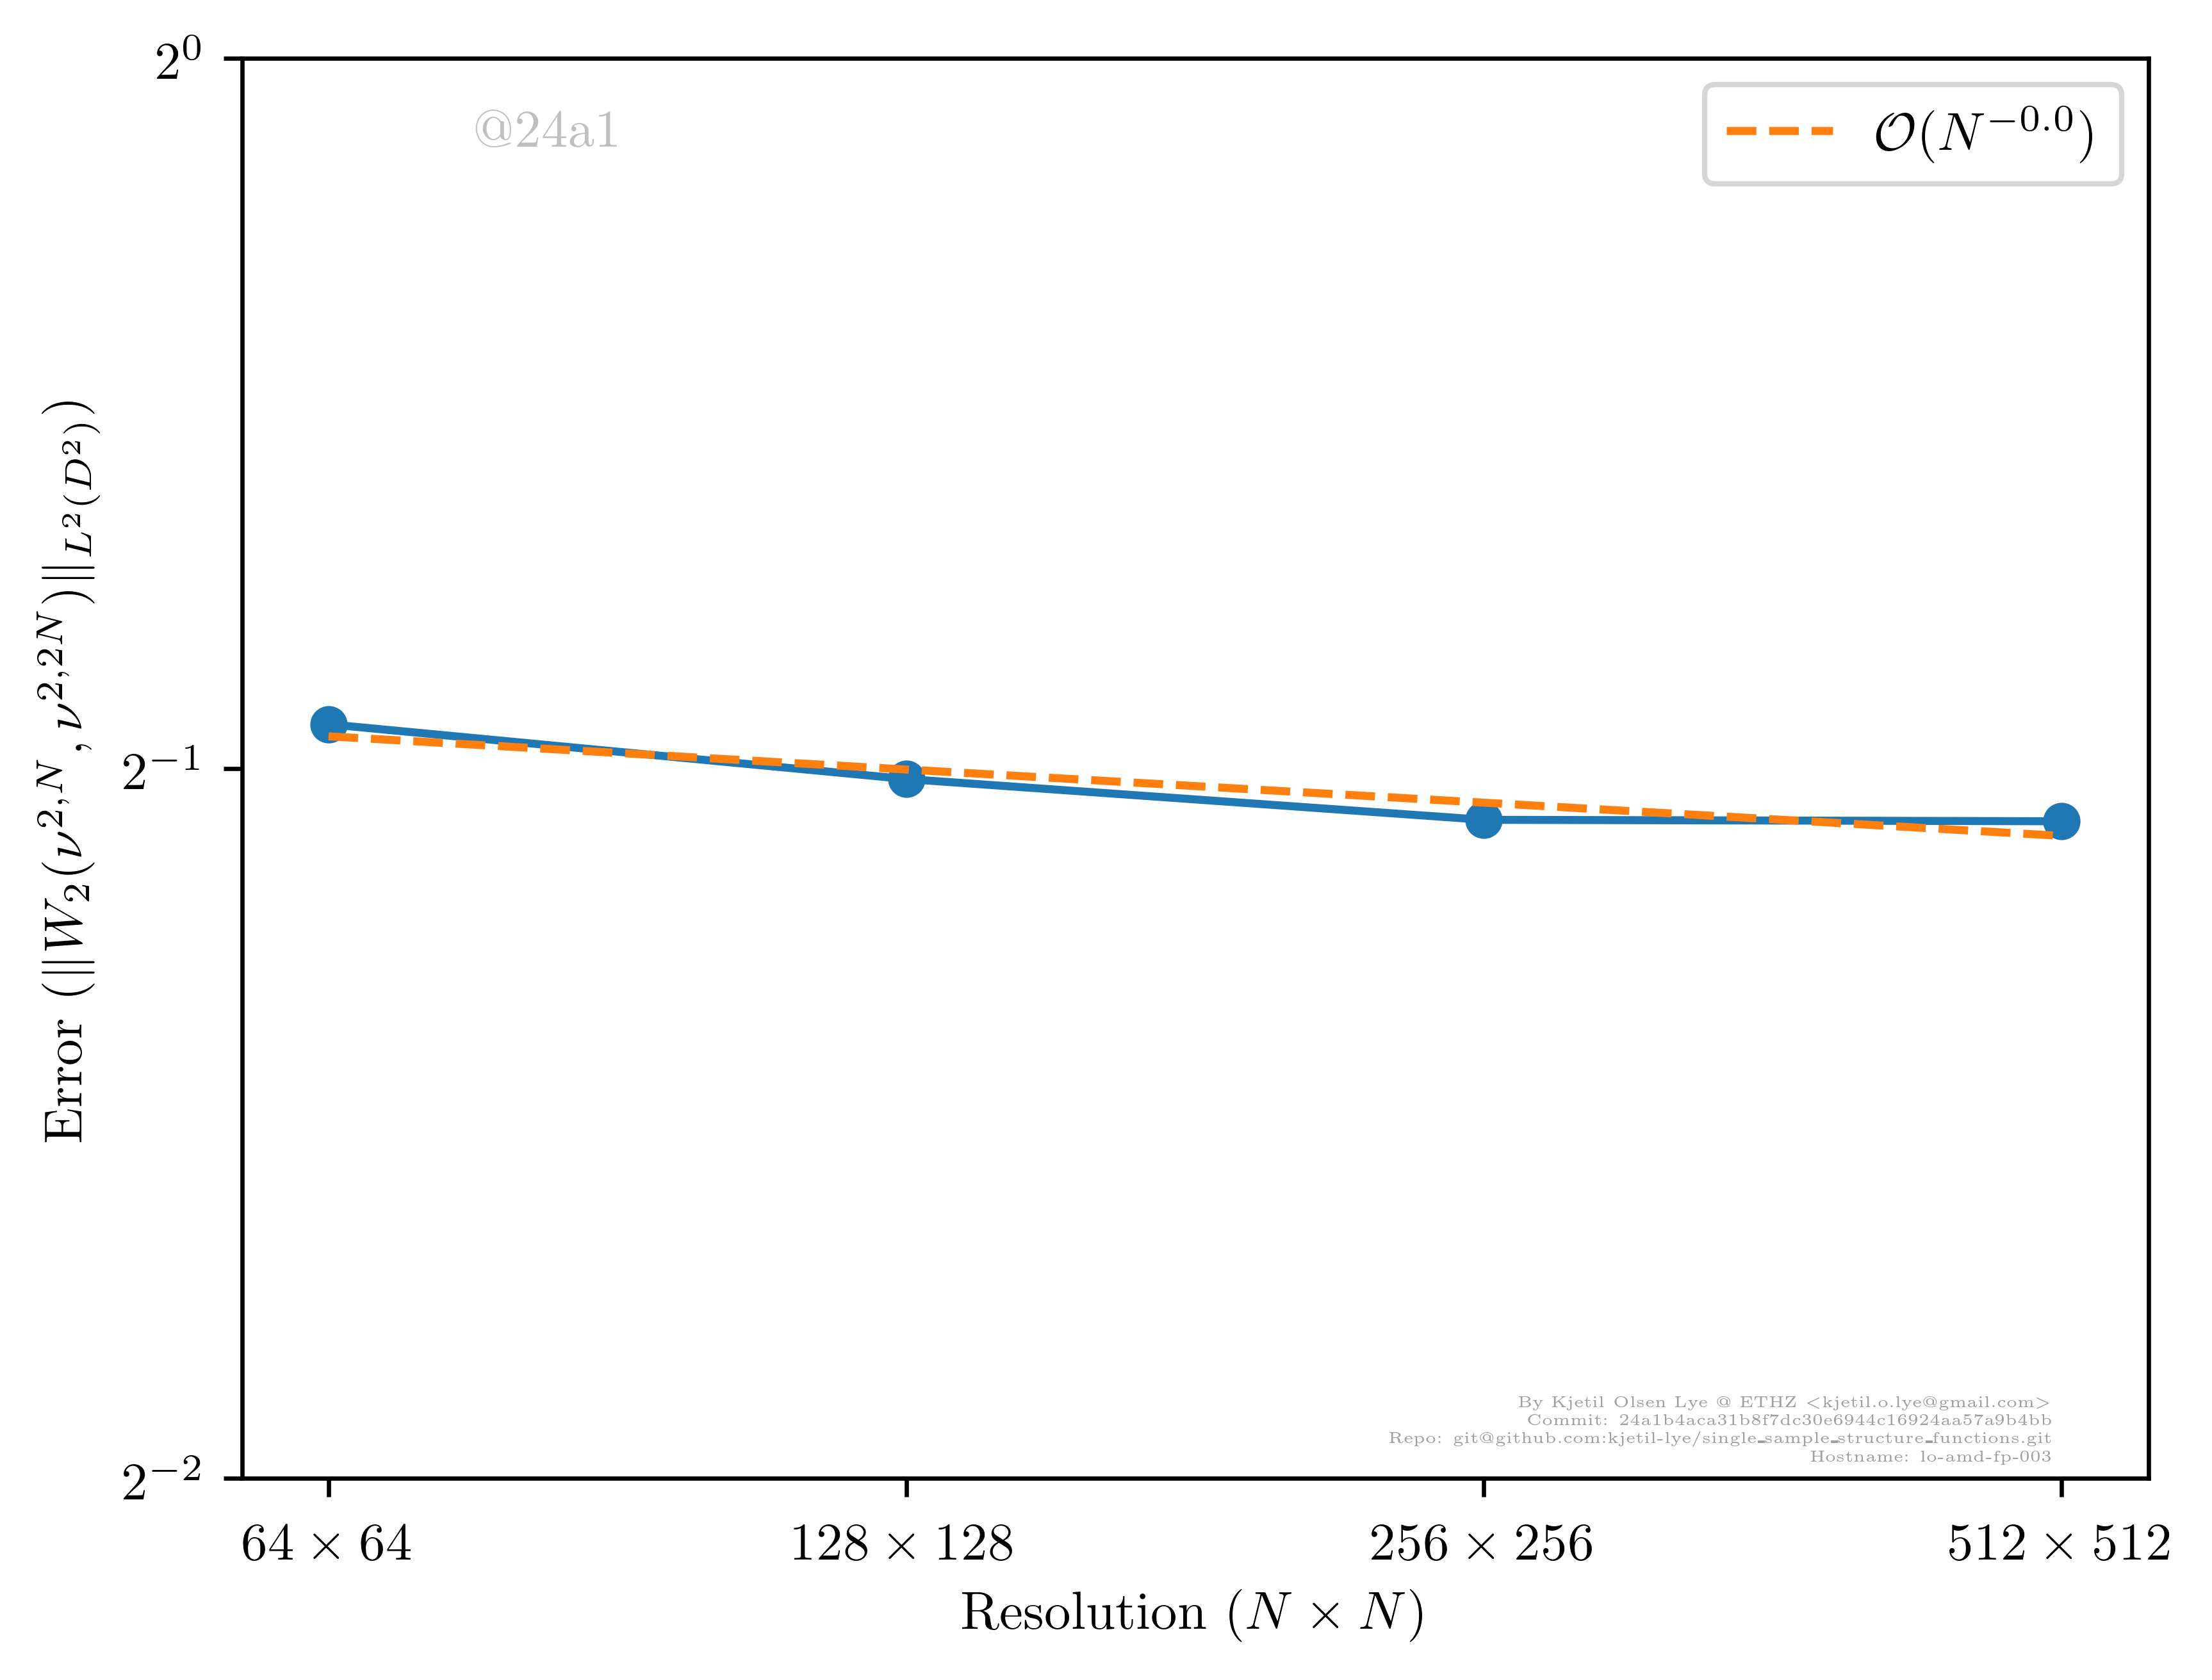 2^0
@24a1
O(N^{-0.0})
Error (||W_2(ν^{2,N}, ν^{2,2N})||_{L^2(D^2)})
2^{-1}
By Kjetil Olsen Lye @ ETHZ <kjetil.o.lye@gmail.com>
Commit: 24a1b4aca31b8f7dc30e6944c16924aa57a9b4bb
Repo: git@github.com:kjetil-lye/single_sample_structure_functions.git
Hostname: lo-amd-fp-003
2^{-2}
64 × 64
128 × 128
256 × 256
512 × 512
Resolution (N × N)